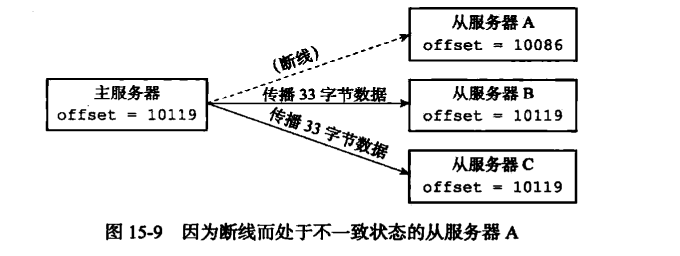 从服务器 A
offset = 10086
(断线)
主服务器
offset = 10119
传播 33 字节数据
从服务器 B
offset = 10119
传播 33 字节数据
从服务器 C
offset = 10119
图 15-9 因为断线而处于不一致状态的从服务器 A